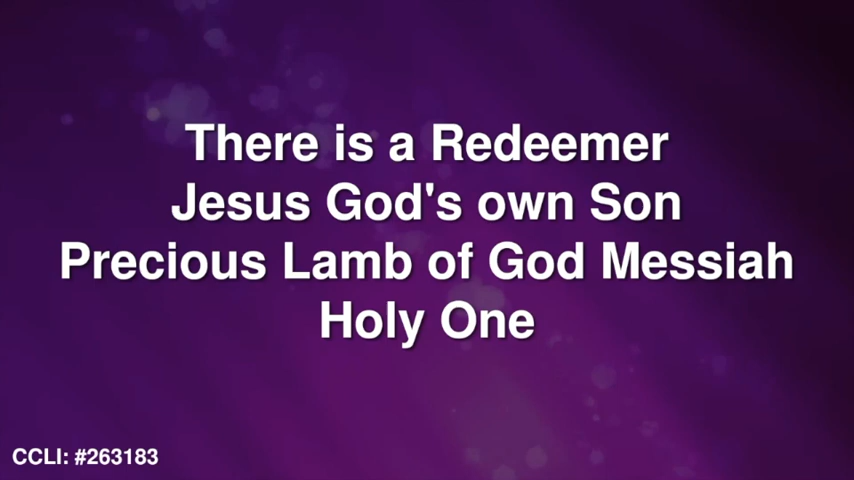 There is a Redeemer
Jesus God's own Son
Precious Lamb of God Messiah
Holy One
CCLI: #263183